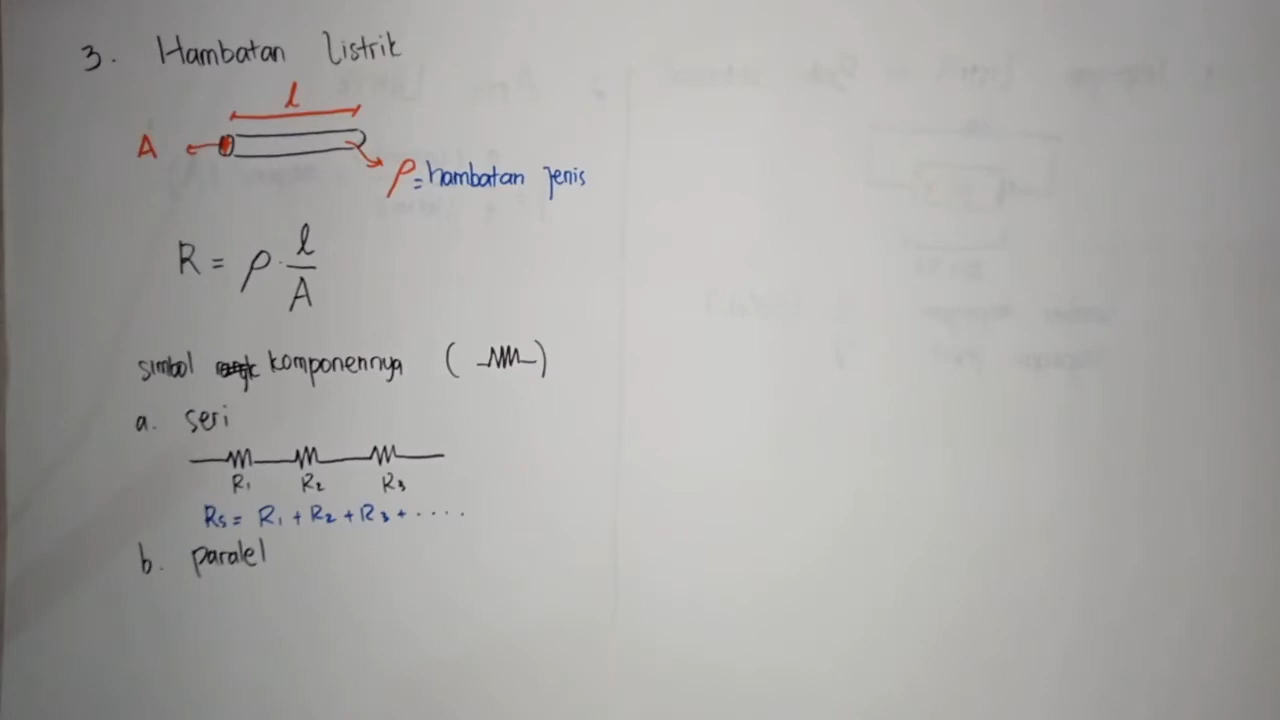 3. Hambatan Listrik
l
A
ρ = hambatan jenis
R = ρ · l/A
simbol komponennya ( )
a. seri
R1 R2 R3
Rs = R1 + R2 + R3 + ....
b. paralel